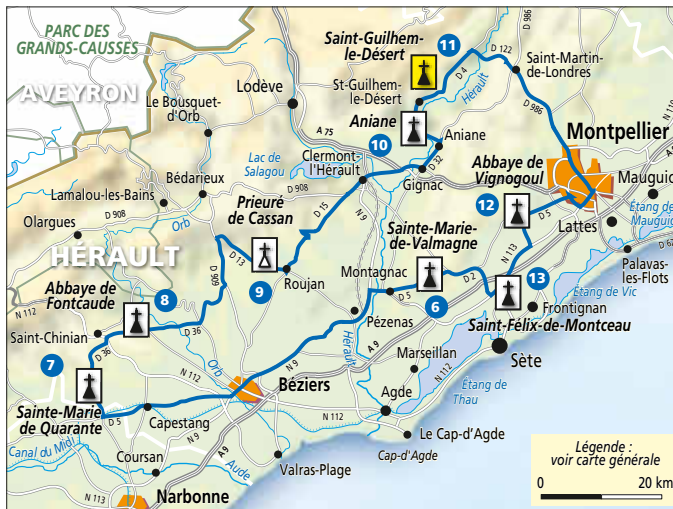 PARC DES
GRANDS-CAUSSES
AVEYRON
Le Bousquet-
d'Orb
Lodève
A 75
Saint-Guilhem-
le-Désert
11
St-Guilhem-
le-Désert
D 4
Hérault
D 122
D 986
Saint-Martin-
de-Londres
D 986
N 110
Aniane
10
Aniane
D 32
Gignac
Lac de
Salagou
Clermont-
l'Hérault
D 908
Montpellier
Mauguio
Abbaye de
Vignogoul
12
D 5
N 113
Lattes
Étang de
Mauguio
D 62
Palavas-
les-Flots
Bédarieux
Lamalou-les-Bains
D 908
Orb
Olargues
HÉRAULT
Prieuré
de Cassan
D 15
N 9
D 13
9
Roujan
D 909
Sainte-Marie-
de-Valmagne
Montagnac
D 5
6
D 2
13
Étang de Vic
Frontignan
Saint-Félix-de-Montceau
Sète
Abbaye de
Fontcaude
8
N 112
Saint-Chinian
D 36
D 36
7
Sainte-Marie
de Quarante
D 5
Capestang
Canal du Midi
Coursan
N 9
A 9
Aude
N 113
Narbonne
Pézenas
Hérault
A 9
N 9
Orb
N 112
Béziers
N 112
Marseillan
Étang de
Thau
Agde
Le Cap-d'Agde
Cap-d'Agde
Valras-Plage
Légende :
voir carte générale
0 20 km